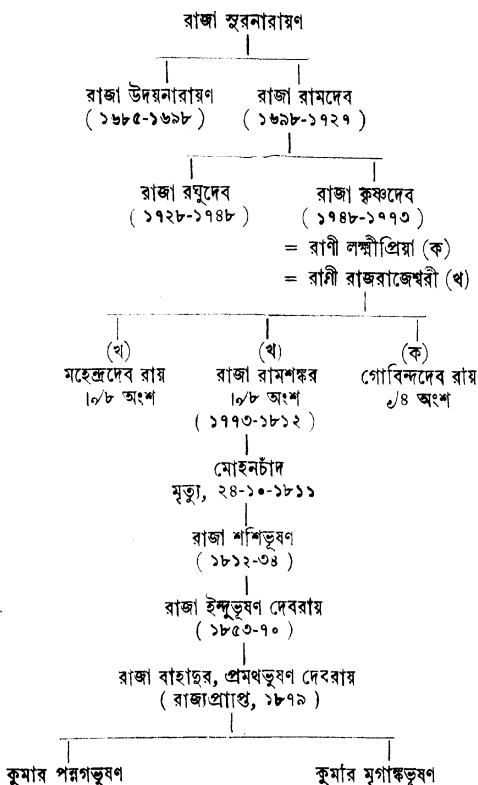 রাজা সুরনারায়ণ
রাজা উদয়নারায়ণ রাজা রামদেব
( ১৬৮৫-১৬৯৮ ) ( ১৬৯৮-১৭২৭ )
রাজা রঘুদেব রাজা কৃষ্ণদেব
( ১৭২৮-১৭৪৮ ) ( ১৭৪৮-১৭৭৩ )
= রাণী লক্ষ্মীপ্রিয়া (ক)
= রাণী রাজরাজেশ্বরী (খ)
(খ) (খ) (ক)
মহেন্দ্রদেব রায় রাজা রামশঙ্কর গোবিন্দদেব রায়
৷৶৮ অংশ ৷৶৮ অংশ ৶৪ অংশ
( ১৭৭৩-১৮১২ )
মোহনচাঁদ
মৃত্যু, ২৪-১০-১৮১১
রাজা শশিভূষণ
( ১৮১২-৩৪ )
রাজা ইন্দুভূষণ দেবরায়
( ১৮৫৩-৭০ )
রাজা বাহাদুর, প্রমথভূষণ দেবরায়
( রাজ্যপ্রাপ্তি, ১৮৭৯ )
কুমার পন্নগভূষণ কুমার মৃগাঙ্কভূষণ